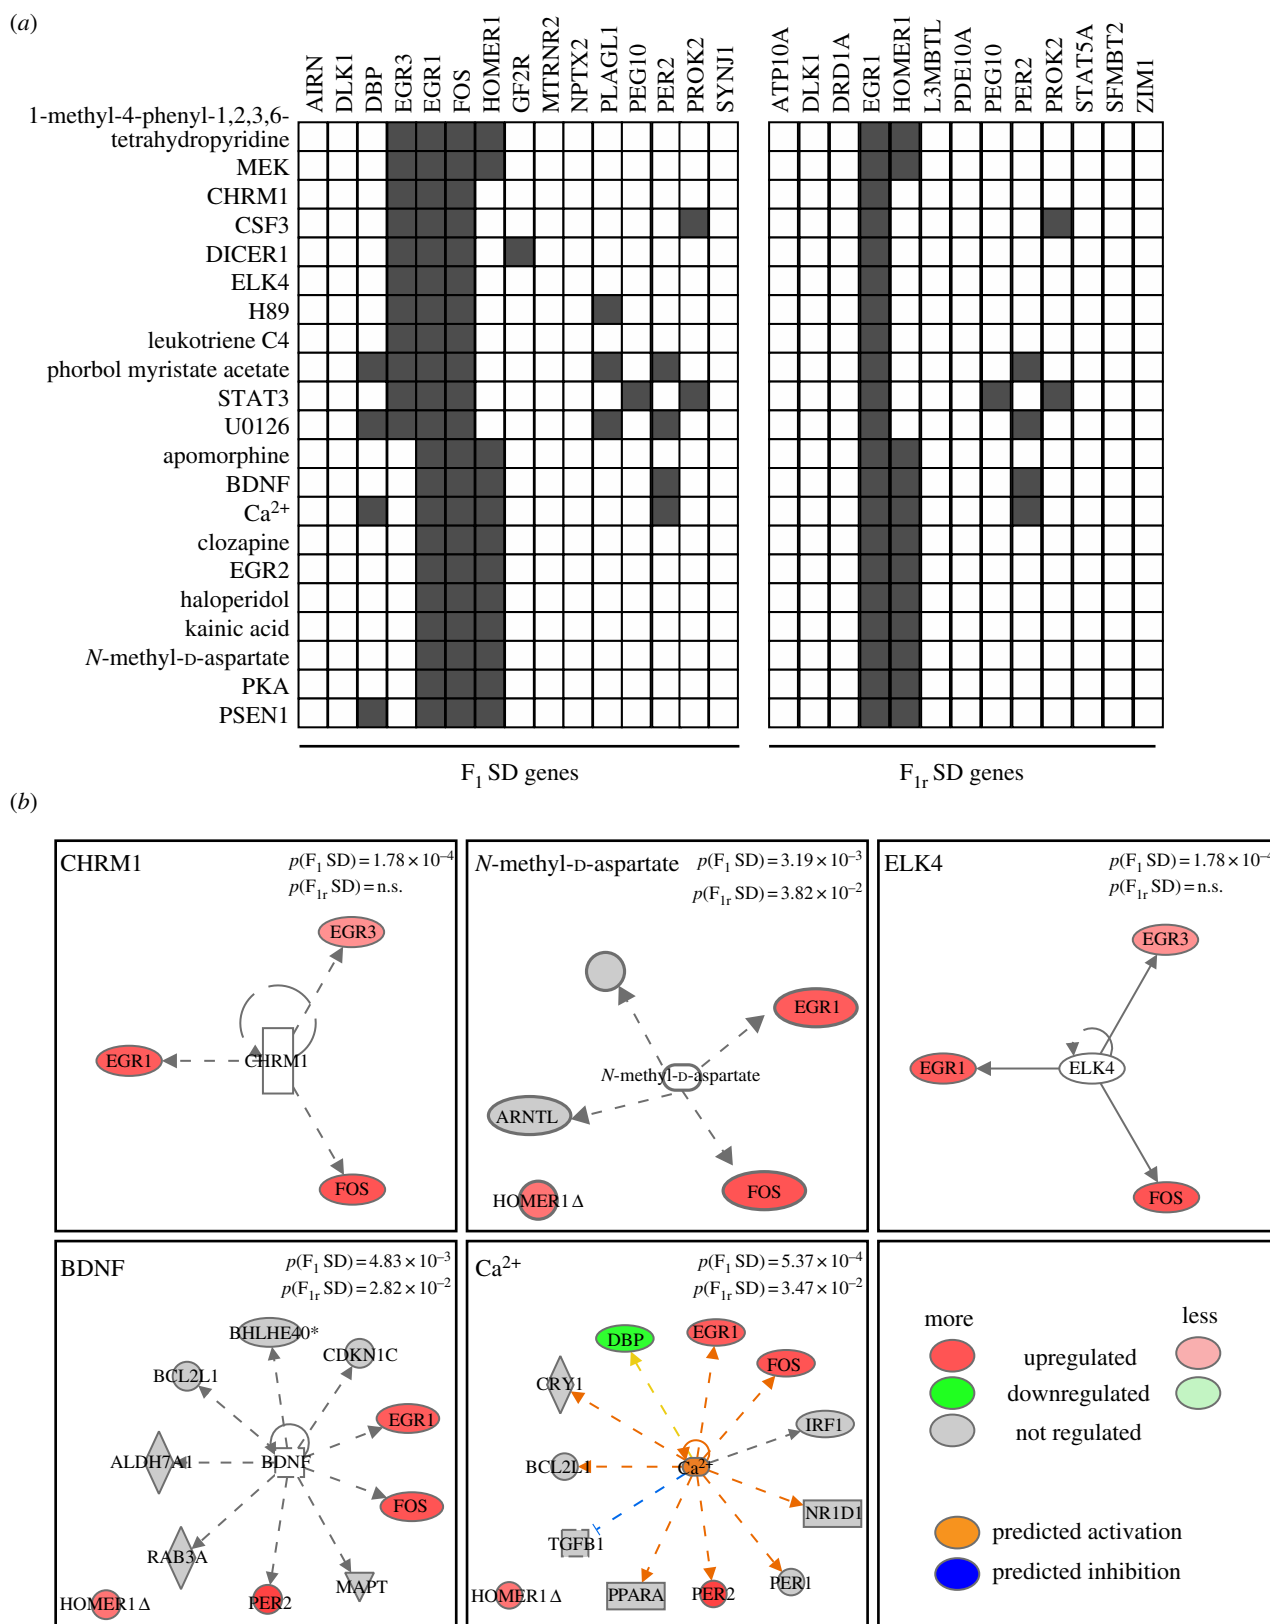 (a)
AIRN DLK1 DBP EGR3 EGR1 FOS HOMER1 GF2R MTRNR2 NPTX2 PLAGL1 PEG10 PER2 PROK2 SYNJ1
ATP10A DLK1 DRD1A EGR1 HOMER1 L3MBTL PDE10A PEG10 PER2 PROK2 STAT5A SFMBT2 ZIM1
1-methyl-4-phenyl-1,2,3,6-
tetrahydropyridine
MEK
CHRM1
CSF3
DICER1
ELK4
H89
leukotriene C4
phorbol myristate acetate
STAT3
U0126
apomorphine
BDNF
Ca²⁺
clozapine
EGR2
haloperidol
kainic acid
N-methyl-D-aspartate
PKA
PSEN1
F₁ SD genes
F₁ᵣ SD genes
(b)
CHRM1
p(F₁ SD) = 1.78 × 10⁻⁴
p(F₁ᵣ SD) = n.s.
EGR3
EGR1
CHRM1
FOS
N-methyl-D-aspartate
p(F₁ SD) = 3.19 × 10⁻³
p(F₁ᵣ SD) = 3.82 × 10⁻²
EGR1
N-methyl-D-aspartate
ARNTL
HOMER1 Δ
FOS
ELK4
p(F₁ SD) = 1.78 × 10⁻⁴
p(F₁ᵣ SD) = n.s.
EGR3
EGR1
ELK4
FOS
BDNF
p(F₁ SD) = 4.83 × 10⁻³
p(F₁ᵣ SD) = 2.82 × 10⁻²
BHLHE40*
CDKN1C
BCL2L1
EGR1
ALDH7A1
BDNF
FOS
RAB3A
MAPT
HOMER1 Δ
PER2
Ca²⁺
p(F₁ SD) = 5.37 × 10⁻⁴
p(F₁ᵣ SD) = 3.47 × 10⁻²
DBP
EGR1
FOS
CRY1
IRF1
BCL2L1
Ca²⁺
NR1D1
TGFB1
PER1
HOMER1 Δ
PPARA
PER2
more
less
upregulated
downregulated
not regulated
predicted activation
predicted inhibition